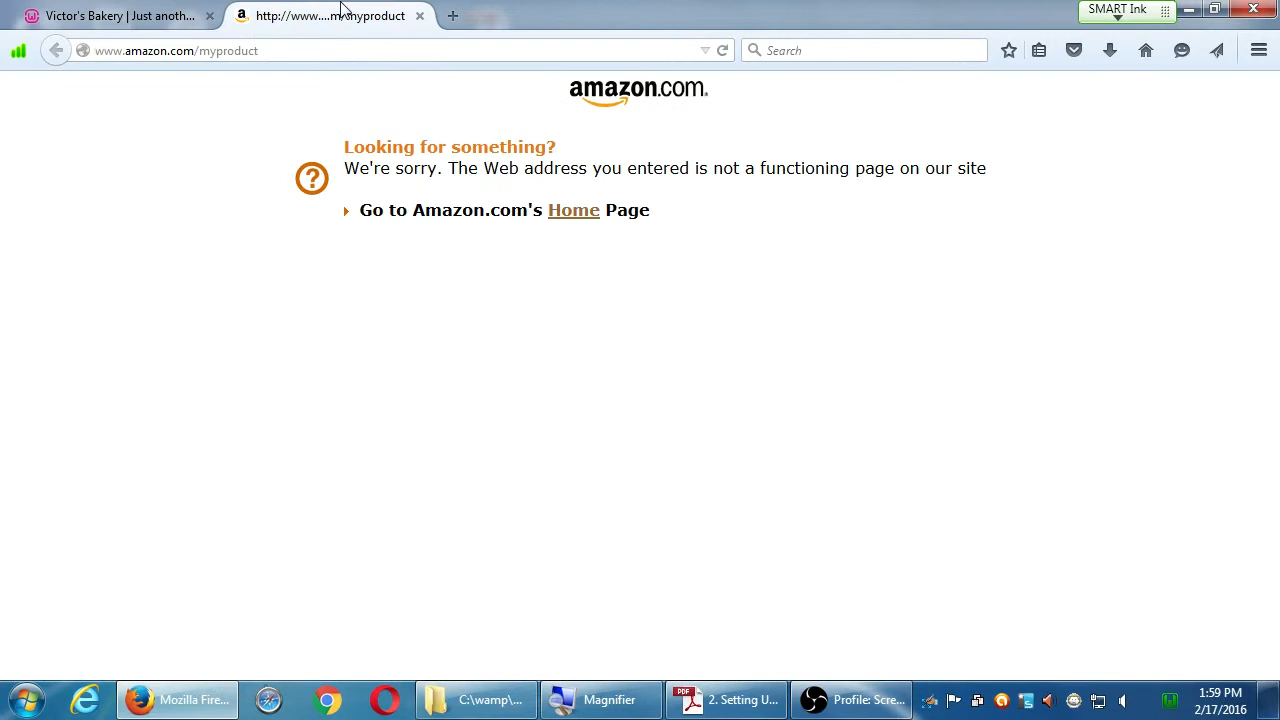 Victor's Bakery | Just anoth...
http://www....m/myproduct
SMART Ink
www.amazon.com/myproduct
Search
amazon.com
Looking for something?
We're sorry. The Web address you entered is not a functioning page on our site
Go to Amazon.com's Home Page
Mozilla Fire...
C:\wamp\...
Magnifier
2. Setting U...
Profile: Scre...
1:59 PM
2/17/2016